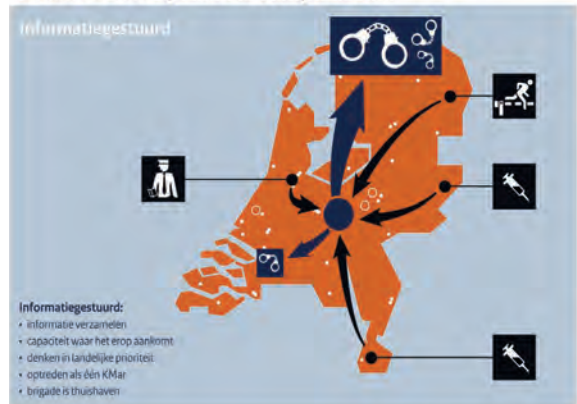 Informatiegestuurd
Informatiegestuurd:
• informatie verzamelen
• capaciteit waar het erop aankomt
• denken in landelijke prioriteit
• optreden als één KMar
• brigade is thuishaven